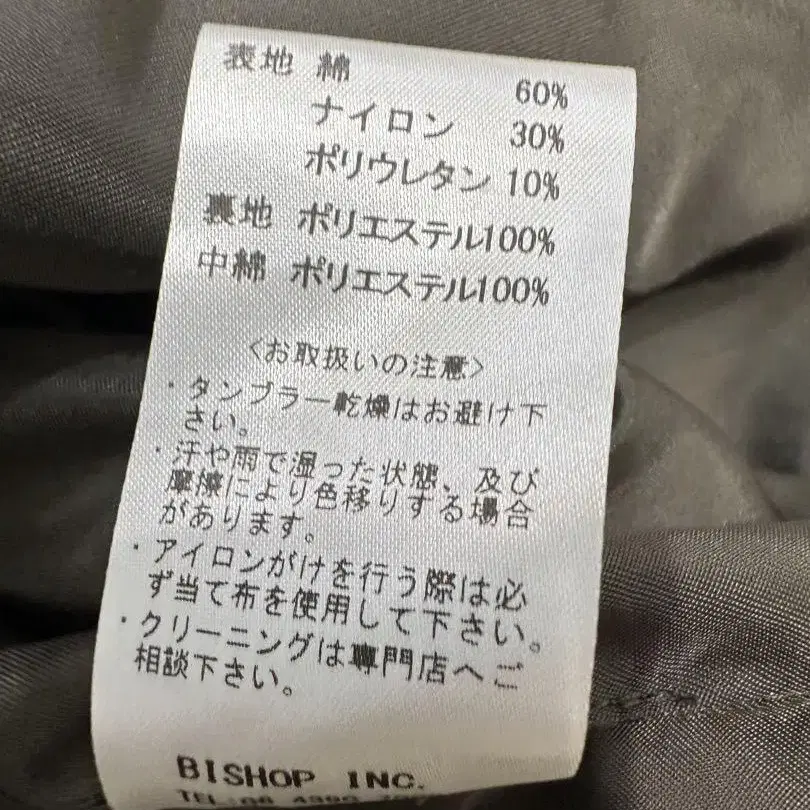 表地 綿 60%
ナイロン 30%
ポリウレタン 10%
裏地 ポリエステル100%
中綿 ポリエステル100%
<お取扱いの注意>
・タンブラー乾燥はお避け下
さい。
・汗や雨で湿った状態、及び
摩擦により色移りする場合
があります。
・アイロンがけを行う際は必
ず当て布を使用して下さい。
・クリーニングは専門店へご
相談下さい。
BISHOP INC.
TEL:06